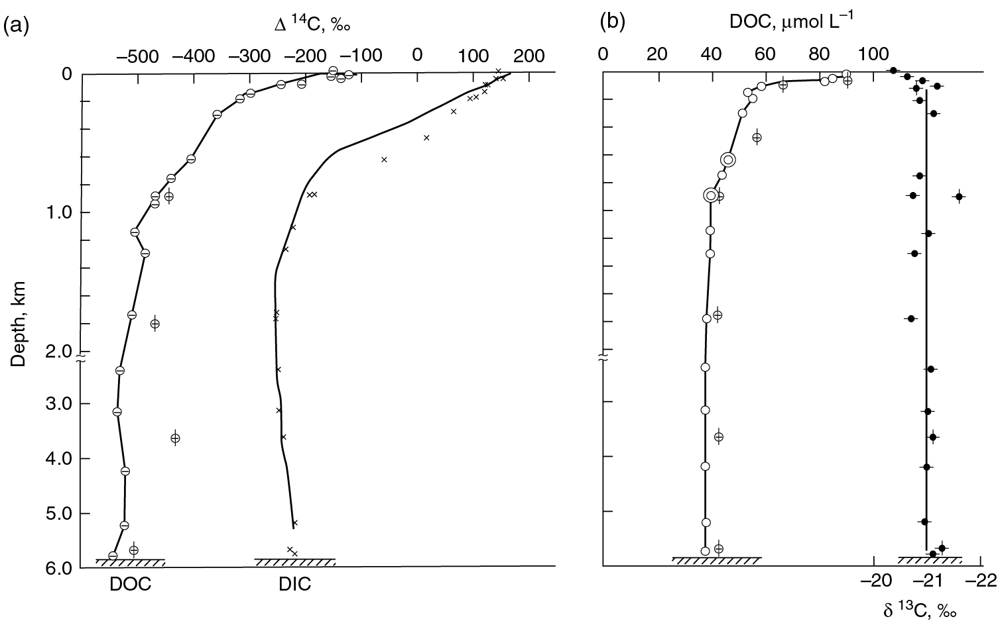 (a)
Δ ¹⁴C, ‰
−500 −400 −300 −200 −100 0 100 200
0
1.0
2.0
3.0
4.0
5.0
6.0
Depth, km
DOC DIC
(b)
DOC, μmol L⁻¹
0 20 40 60 80 100
−20 −21 −22
δ ¹³C, ‰